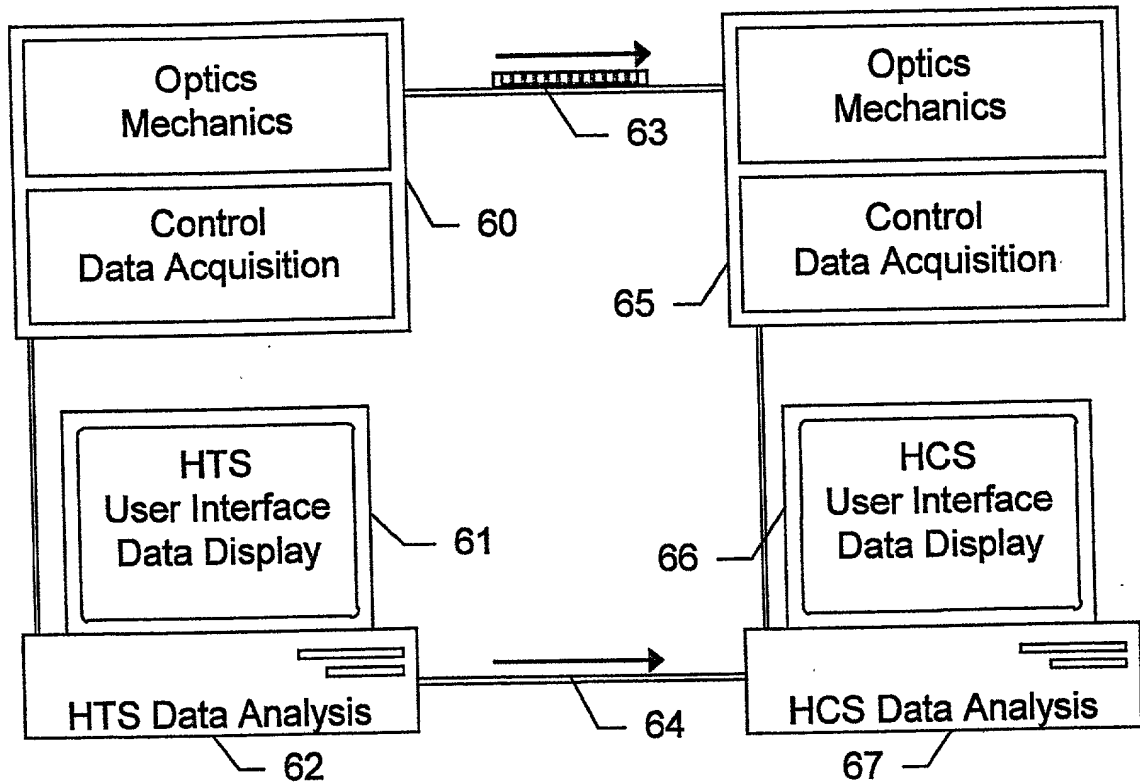 Optics
Mechanics
Control
Data Acquisition
60
63
Optics
Mechanics
Control
Data Acquisition
65
HTS
User Interface
Data Display
61
HTS Data Analysis
62
64
HCS
User Interface
Data Display
66
HCS Data Analysis
67